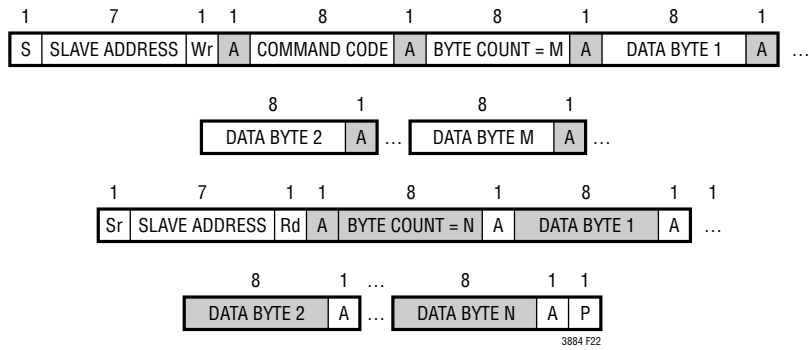 1 7 1 1 8 1 8 1 8 1
S SLAVE ADDRESS Wr A COMMAND CODE A BYTE COUNT = M A DATA BYTE 1 A …
8 1 8 1
DATA BYTE 2 A … DATA BYTE M A …
1 7 1 1 8 1 8 1 1
Sr SLAVE ADDRESS Rd A BYTE COUNT = N A DATA BYTE 1 A …
8 1 … 8 1 1
DATA BYTE 2 A … DATA BYTE N A P
3884 F22